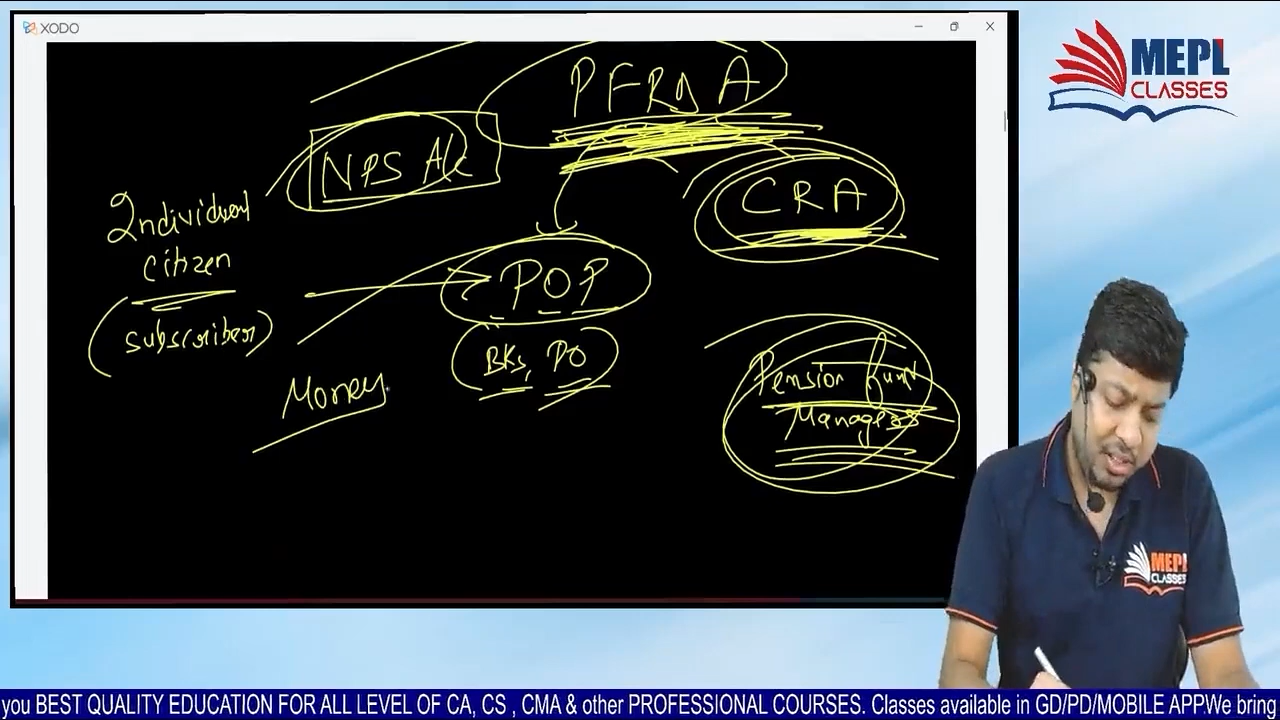 XODO
MEPL
CLASSES
PFRDA
NPS A/c
CRA
Individual
citizen
(subscriber)
POP
BKs, PO
Money
Pension fund
Managers
MEPL
CLASSES
you BEST QUALITY EDUCATION FOR ALL LEVEL OF CA, CS , CMA & other PROFESSIONAL COURSES. Classes available in GD/PD/MOBILE APPWe bring